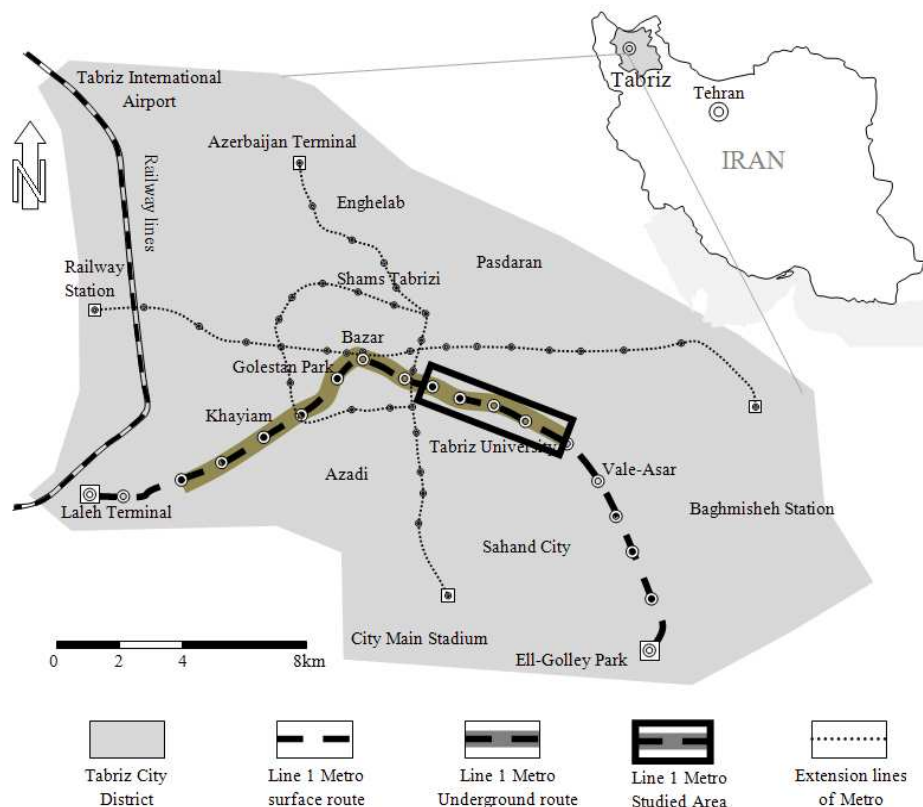 Tabriz International
Airport
Tabriz
Tehran
IRAN
N
Azerbaijan Terminal
Railway lines
Enghelab
Pasdaran
Railway
Station
Shams Tabrizi
Bazar
Golestan Park
Khayiam
Tabriz University
Azadi
Vale-Asar
Laleh Terminal
Baghmisheh Station
Sahand City
City Main Stadium
Ell-Golley Park
0 2 4 8km
Tabriz City
District
Line 1 Metro
surface route
Line 1 Metro
Underground route
Line 1 Metro
Studied Area
Extension lines
of Metro